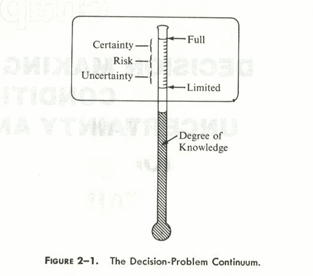 Certainty
Full
Risk
Uncertainty
Limited
Degree of
Knowledge
FIGURE 2-1. The Decision-Problem Continuum.